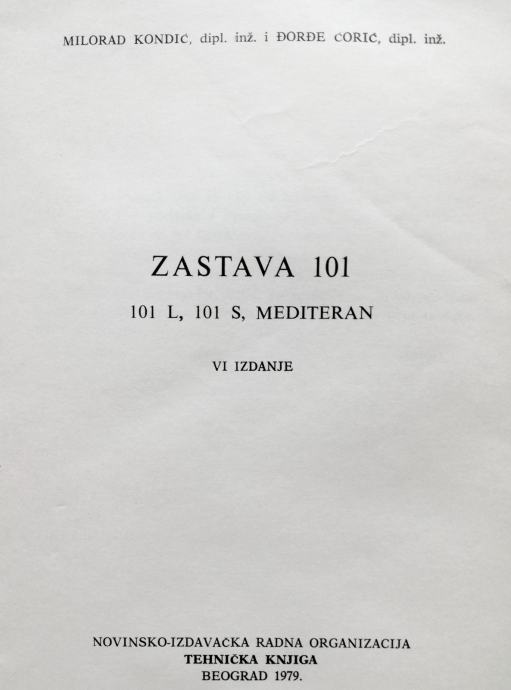 MILORAD KONDIĆ, dipl. inž. i ĐORĐE ĆORIĆ, dipl. inž.
ZASTAVA 101
101 L, 101 S, MEDITERAN
VI IZDANJE
NOVINSKO-IZDAVAČKA RADNA ORGANIZACIJA
TEHNIČKA KNJIGA
BEOGRAD 1979.